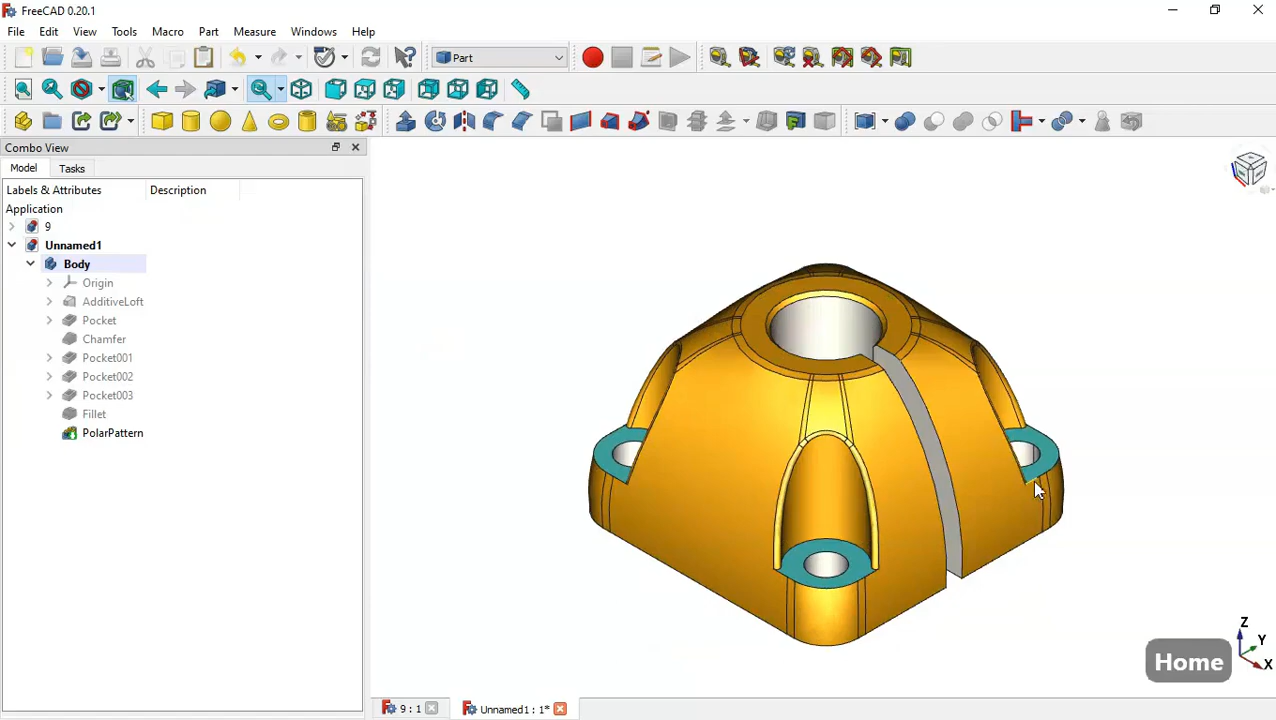 FreeCAD 0.20.1
File Edit View Tools Macro Part Measure Windows Help
Part
Combo View
Model Tasks
Labels & Attributes Description
Application
9
Unnamed1
Body
Origin
AdditiveLoft
Pocket
Chamfer
Pocket001
Pocket002
Pocket003
Fillet
PolarPattern
Z
Y
X
Home
9 : 1 Unnamed1 : 1*